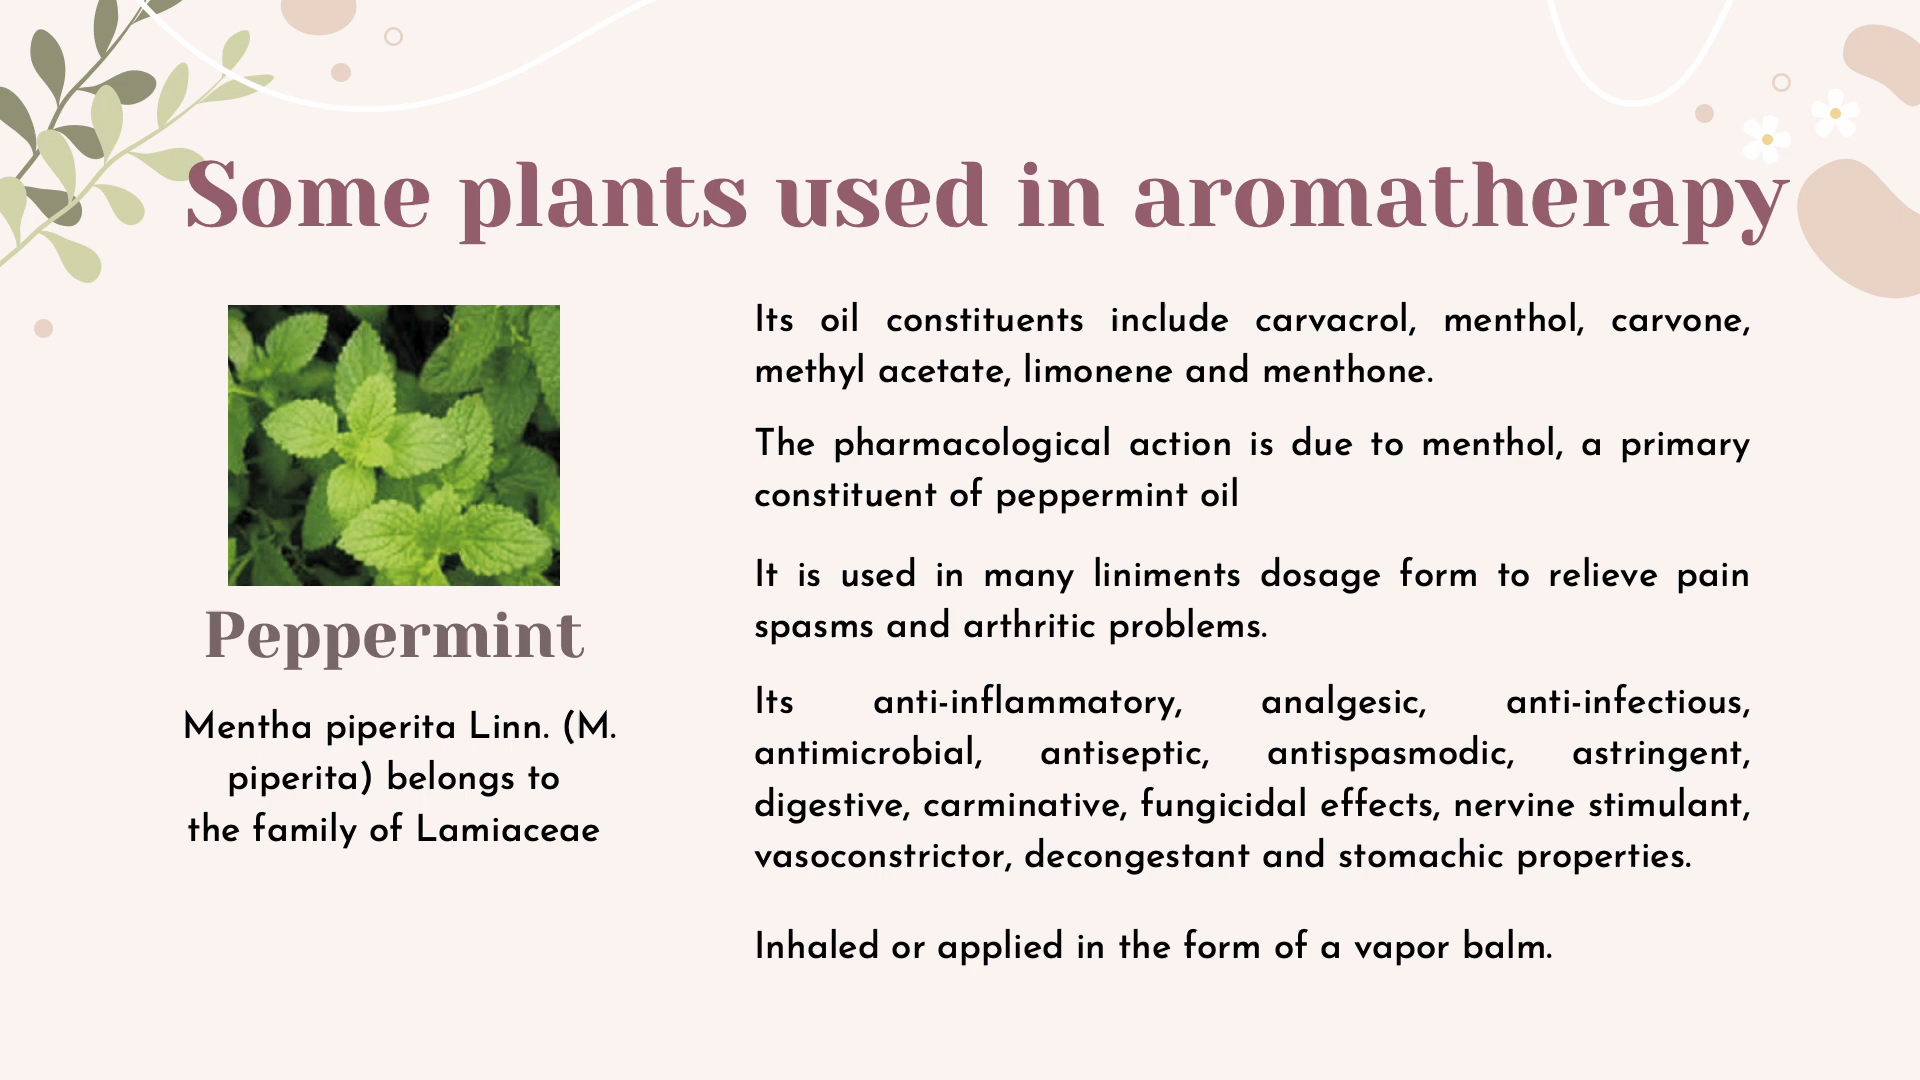 Some plants used in aromatherapy
Peppermint
Mentha piperita Linn. (M.
piperita) belongs to
the family of Lamiaceae
Its oil constituents include carvacrol, menthol, carvone,
methyl acetate, limonene and menthone.
The pharmacological action is due to menthol, a primary
constituent of peppermint oil
It is used in many liniments dosage form to relieve pain
spasms and arthritic problems.
Its anti-inflammatory, analgesic, anti-infectious,
antimicrobial, antiseptic, antispasmodic, astringent,
digestive, carminative, fungicidal effects, nervine stimulant,
vasoconstrictor, decongestant and stomachic properties.
Inhaled or applied in the form of a vapor balm.